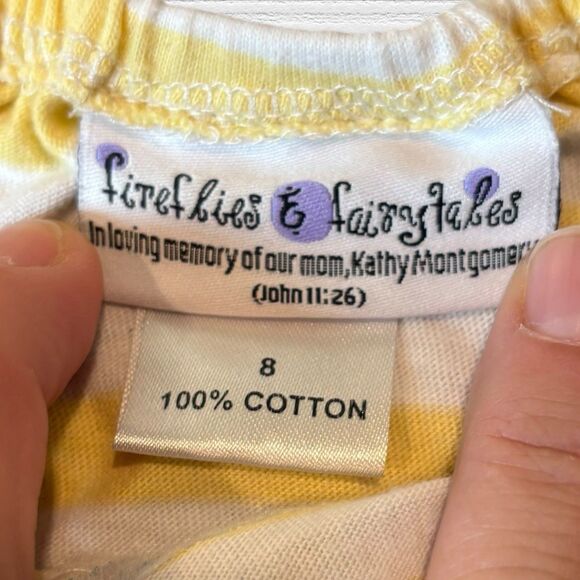 fireflies & fairytales
In loving memory of our mom, Kathy Montgomery
(John 11:26)
8
100% COTTON